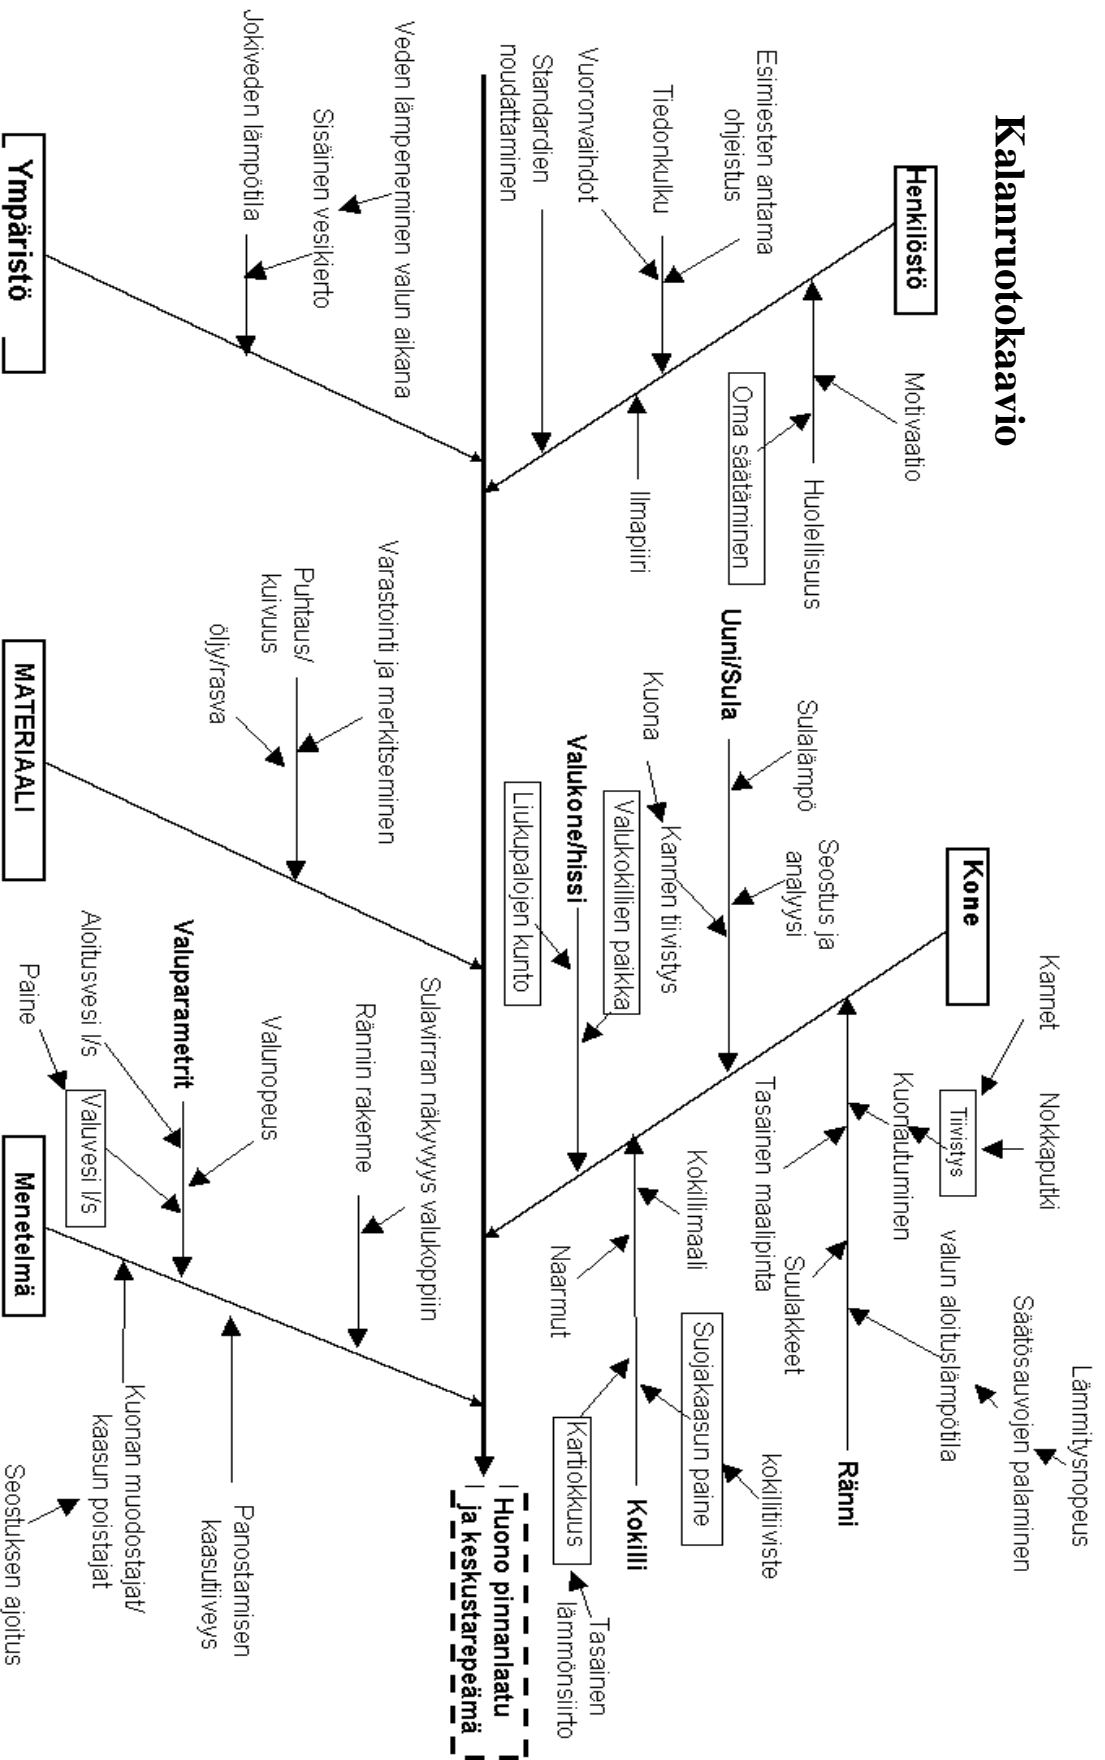 Kalanruotokaavio
Henkilöstö
Motivaatio
Huolellisuus
Oma säätäminen
Esimiesten antama
ohjeistus
Tiedonkulku
Vuoronvaihdot
Ilmapiiri
Standardien
noudattaminen
Kone
Kannet
Nokkaputki
Tiivistys
Kuonautuminen
Tasainen maalipinta
Suulakkeet
valun aloituslämpötila
Säätösauvojen palaminen
Lämmitysnopeus
Ränni
Uuni/Sula
Sulalämpö
Seostus ja
analyysi
Kuona
Kannen tiivistys
Valukone/hissi
Valukokillien paikka
Liukupalojen kunto
Kokillimaali
Naarmut
Suojakaasun paine
kokillitiiviste
Kokilli
Kartiokkuus
Tasainen
lämmönsiirto
Huono pinnanlaatu
ja keskustarepeämä
Veden lämpeneminen valun aikana
Sisäinen vesikierto
Jokiveden lämpötila
Ympäristö
Varastointi ja merkitseminen
Puhtaus/
kuivuus
öljy/rasva
MATERIAALI
Sulavirran näkyvyys valukoppiin
Rännin rakenne
Valunopeus
Valuparametrit
Aloitusvesi l/s
Valuvesi l/s
Paine
Menetelmä
Panostamisen
kaasutiiveys
Kuonan muodostajat/
kaasun poistajat
Seostuksen ajoitus